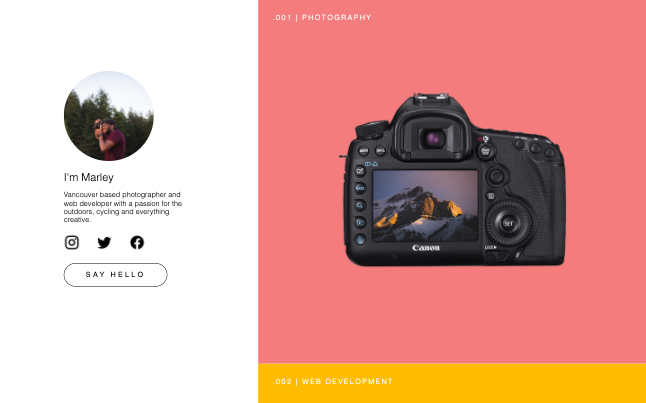 .001 | PHOTOGRAPHY
I'm Marley
Vancouver based photographer and
web developer with a passion for the
outdoors, cycling and everything
creative.
SAY HELLO
SET
Canon
.002 | WEB DEVELOPMENT